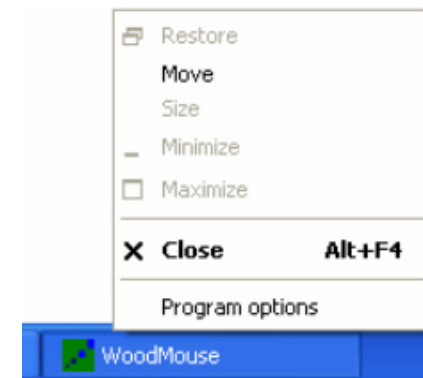 Restore
Move
Size
Minimize
Maximize
Close Alt+F4
Program options
WoodMouse